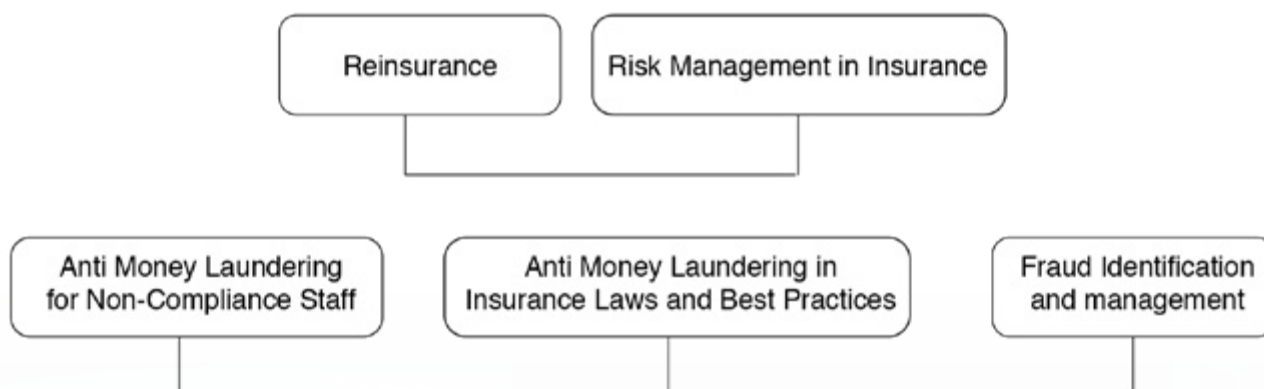 Reinsurance
Risk Management in Insurance
Anti Money Laundering
for Non-Compliance Staff
Anti Money Laundering in
Insurance Laws and Best Practices
Fraud Identification
and management